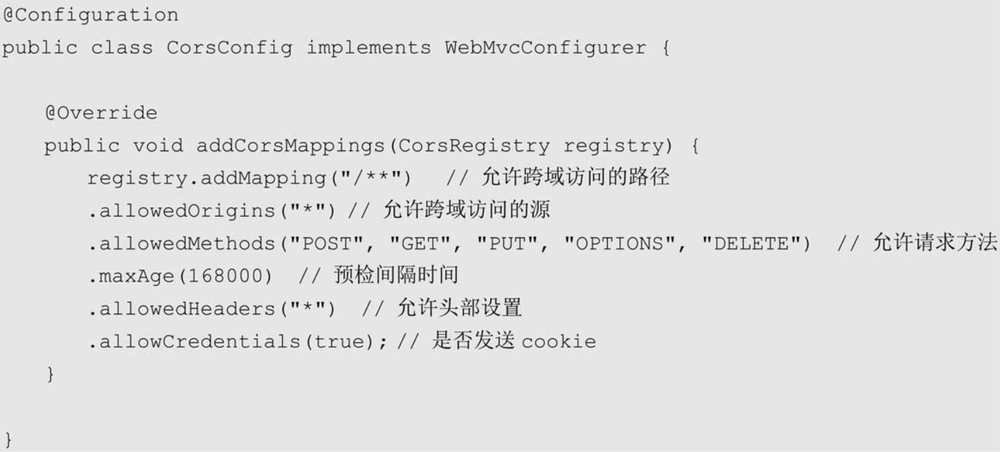 @Configuration
public class CorsConfig implements WebMvcConfigurer {
@Override
public void addCorsMappings(CorsRegistry registry) {
registry.addMapping("/**")   // 允许跨域访问的路径
.allowedOrigins("*") // 允许跨域访问的源
.allowedMethods("POST", "GET", "PUT", "OPTIONS", "DELETE")  // 允许请求方法
.maxAge(168000)  // 预检间隔时间
.allowedHeaders("*")  // 允许头部设置
.allowCredentials(true); // 是否发送 cookie
}
}